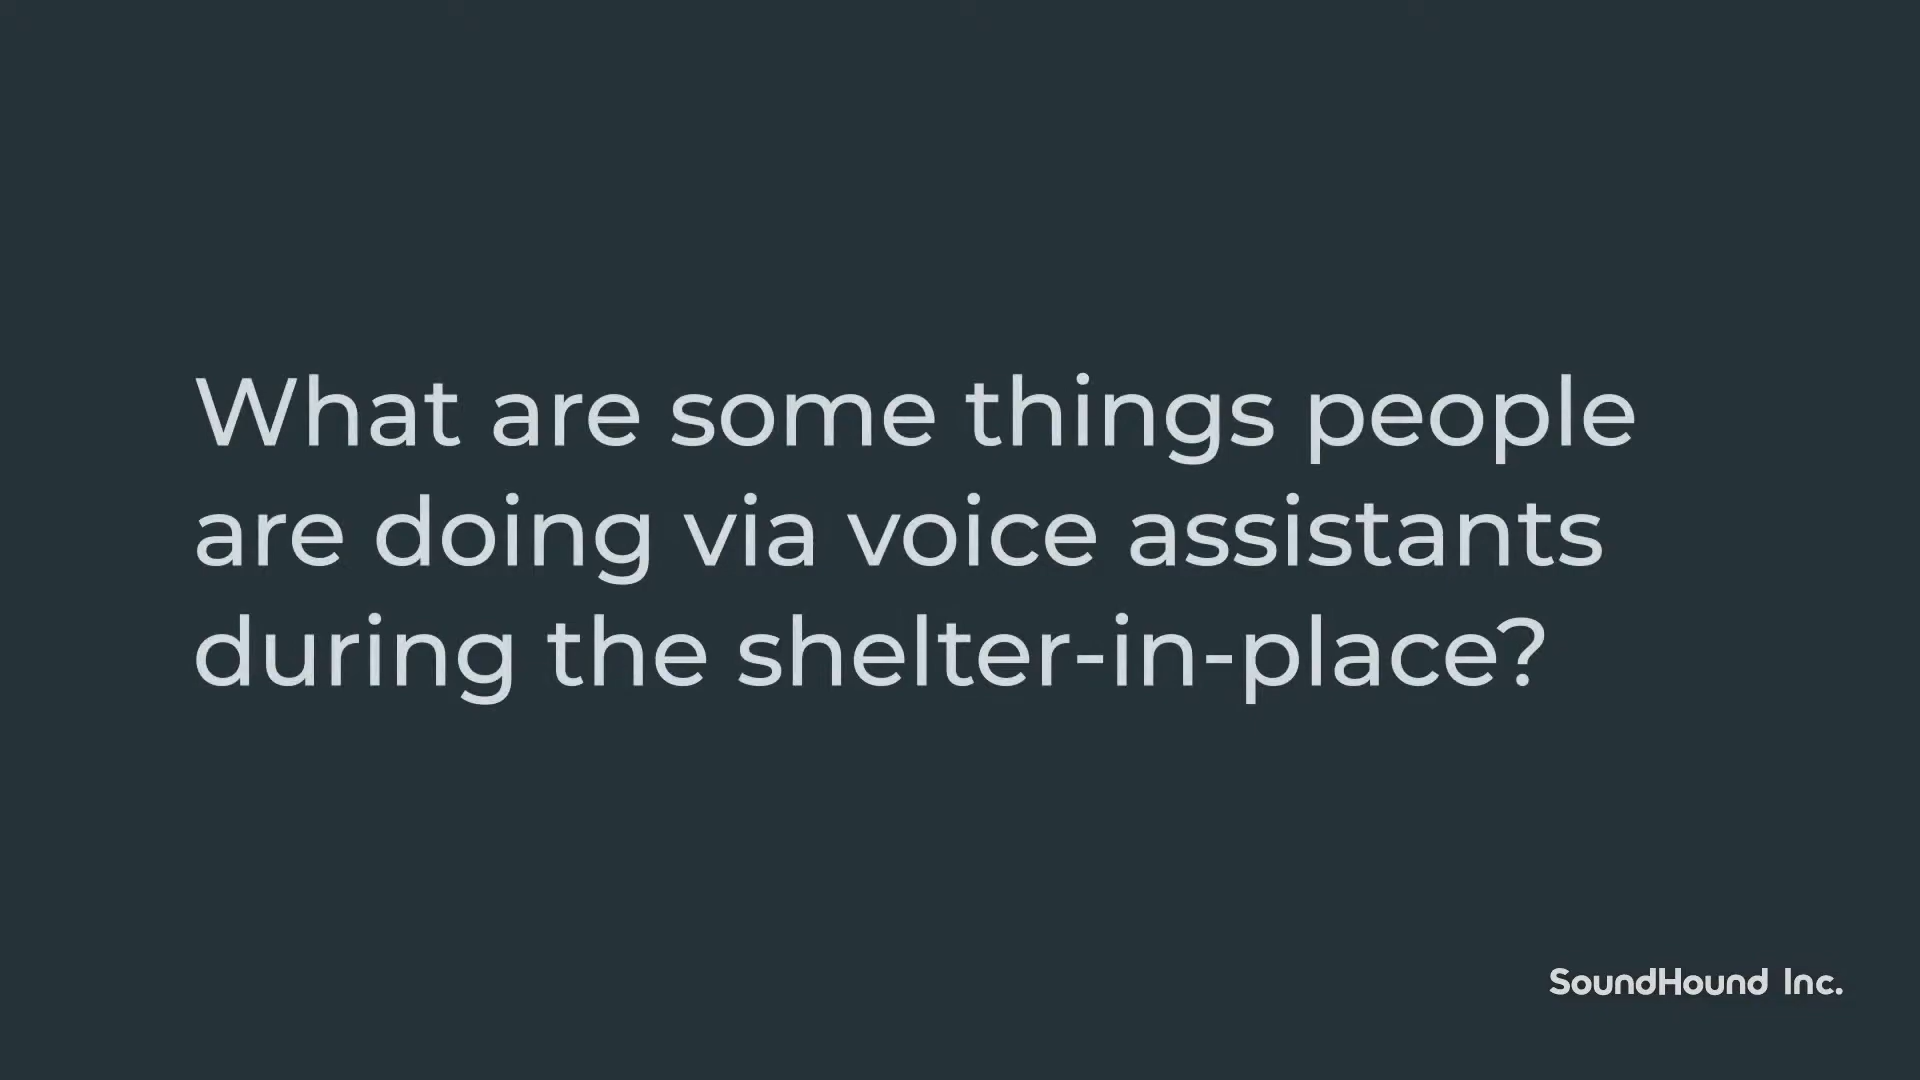 What are some things people
are doing via voice assistants
during the shelter-in-place?
SoundHound Inc.